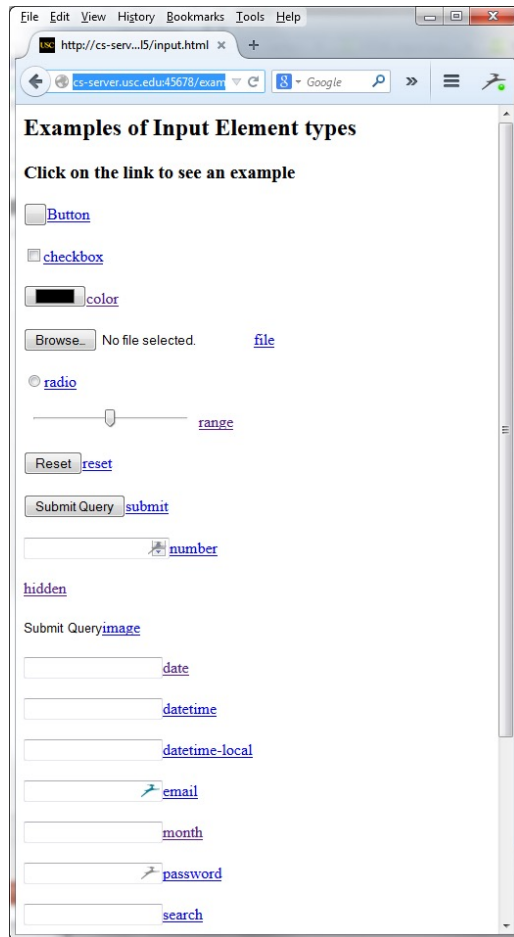 File Edit View History Bookmarks Tools Help
USC http://cs-serv...l5/input.html × +
cs-server.usc.edu:45678/exam 8 Google »
Examples of Input Element types
Click on the link to see an example
Button
checkbox
color
Browse... No file selected. file
radio
range
Reset reset
Submit Query submit
number
hidden
Submit Queryimage
date
datetime
datetime-local
email
month
password
search